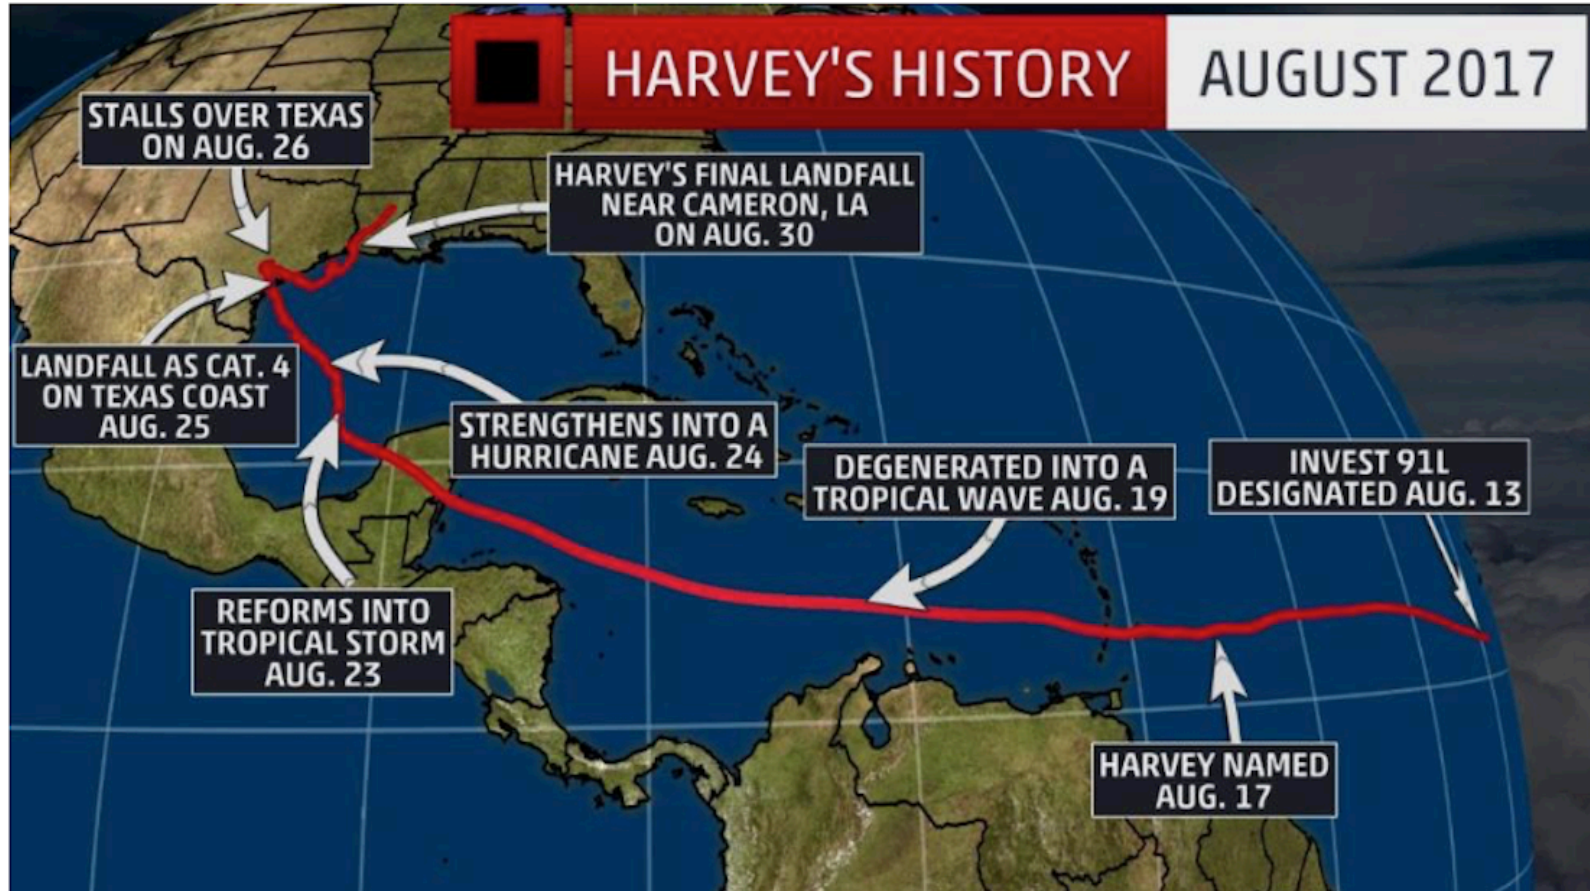 HARVEY'S HISTORY
AUGUST 2017
STALLS OVER TEXAS
ON AUG. 26
HARVEY'S FINAL LANDFALL
NEAR CAMERON, LA
ON AUG. 30
LANDFALL AS CAT. 4
ON TEXAS COAST
AUG. 25
STRENGTHENS INTO A
HURRICANE AUG. 24
DEGENERATED INTO A
TROPICAL WAVE AUG. 19
INVEST 91L
DESIGNATED AUG. 13
REFORMS INTO
TROPICAL STORM
AUG. 23
HARVEY NAMED
AUG. 17